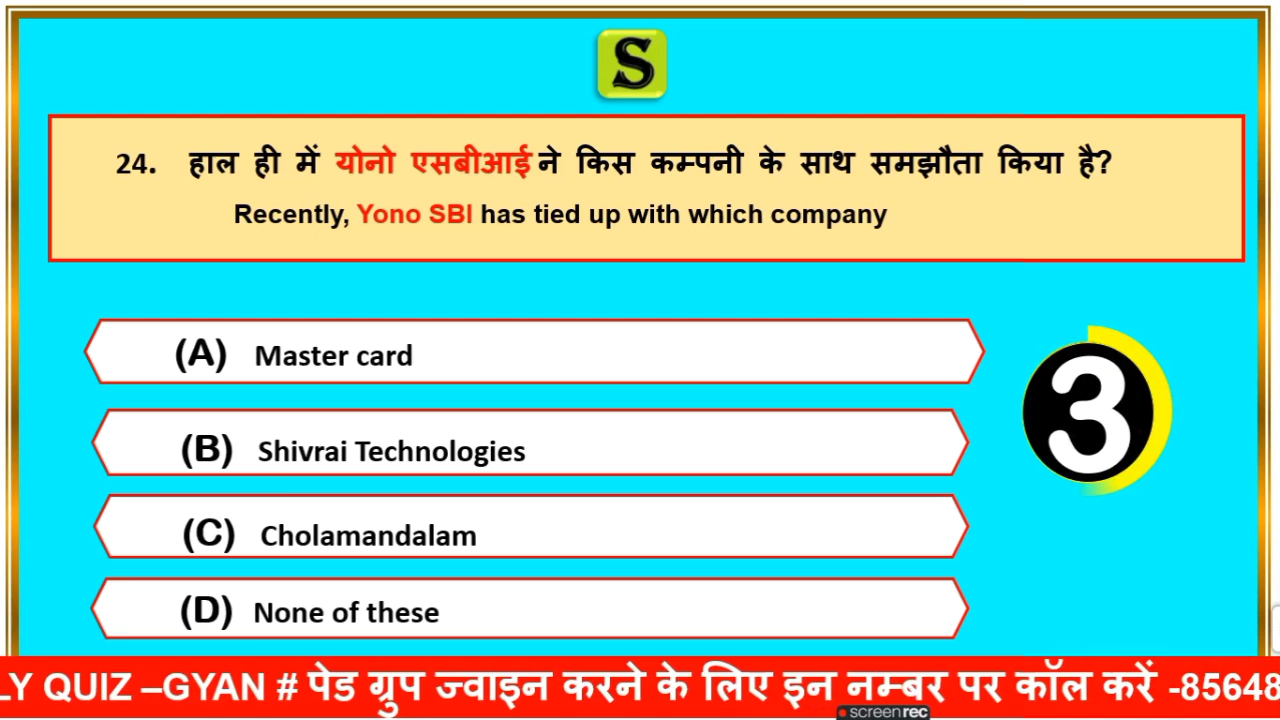 S
24. हाल ही में योनो एसबीआई ने किस कम्पनी के साथ समझौता किया है?
Recently, Yono SBI has tied up with which company
(A) Master card
3
(B) Shivrai Technologies
(C) Cholamandalam
(D) None of these
LY QUIZ –GYAN # पेड ग्रुप ज्वाइन करने के लिए इन नम्बर पर कॉल करें -85648
screenrec